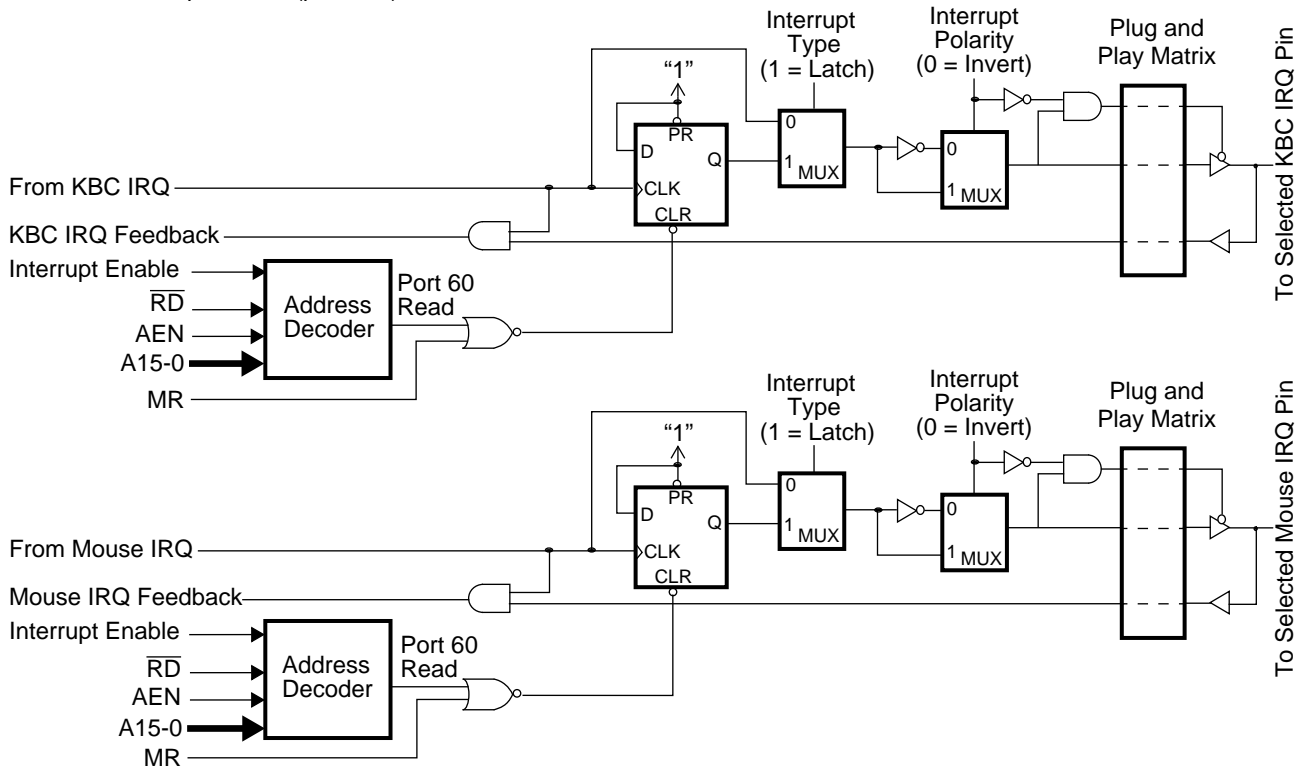 Interrupt
Type
(1 = Latch)
Interrupt
Polarity
(0 = Invert)
Plug and
Play Matrix
“1”
PR
D
Q
CLK
CLR
0
1
MUX
0
1
MUX
From KBC IRQ
KBC IRQ Feedback
Interrupt Enable
RD
AEN
A15-0
MR
Address
Decoder
Port 60
Read
To Selected KBC IRQ Pin
Interrupt
Type
(1 = Latch)
Interrupt
Polarity
(0 = Invert)
Plug and
Play Matrix
“1”
PR
D
Q
CLK
CLR
0
1
MUX
0
1
MUX
From Mouse IRQ
Mouse IRQ Feedback
Interrupt Enable
RD
AEN
A15-0
MR
Address
Decoder
Port 60
Read
To Selected Mouse IRQ Pin